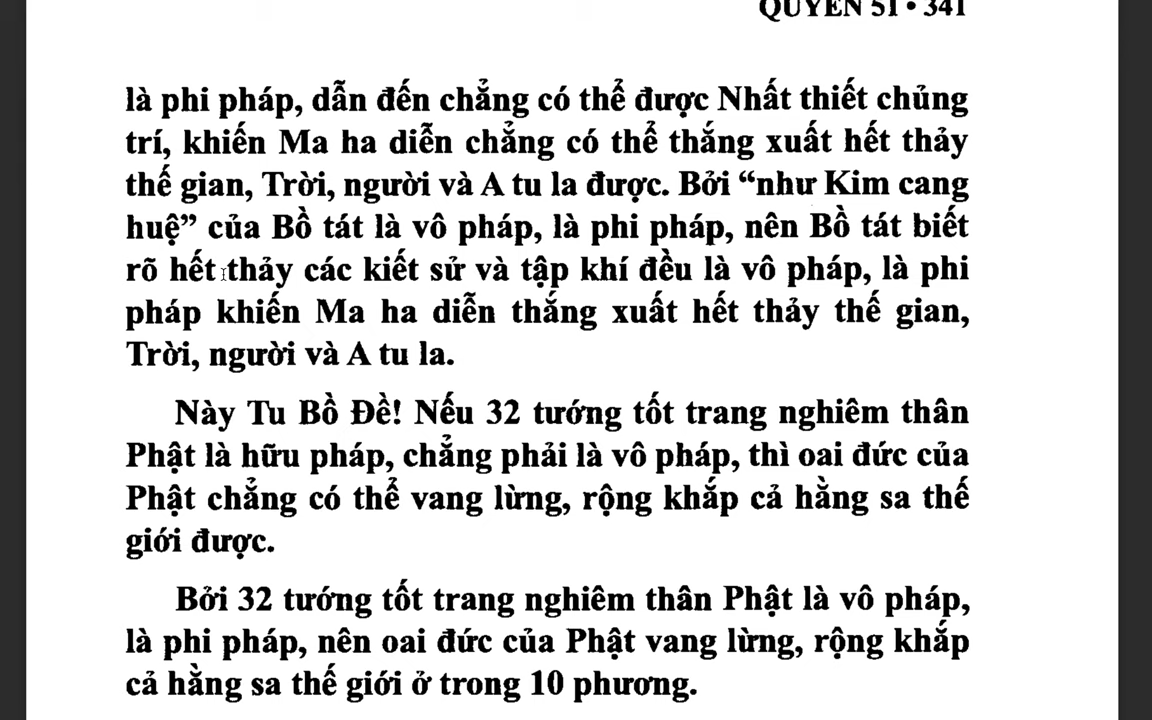 QUYỂN 51 • 341
là phi pháp, dẫn đến chẳng có thể được Nhất thiết chủng
trí, khiến Ma ha diễn chẳng có thể thắng xuất hết thảy
thế gian, Trời, người và A tu la được. Bởi “như Kim cang
huệ” của Bồ tát là vô pháp, là phi pháp, nên Bồ tát biết
rõ hết thảy các kiết sử và tập khí đều là vô pháp, là phi
pháp khiến Ma ha diễn thắng xuất hết thảy thế gian,
Trời, người và A tu la.
Này Tu Bồ Đề! Nếu 32 tướng tốt trang nghiêm thân
Phật là hữu pháp, chẳng phải là vô pháp, thì oai đức của
Phật chẳng có thể vang lừng, rộng khắp cả hằng sa thế
giới được.
Bởi 32 tướng tốt trang nghiêm thân Phật là vô pháp,
là phi pháp, nên oai đức của Phật vang lừng, rộng khắp
cả hằng sa thế giới ở trong 10 phương.